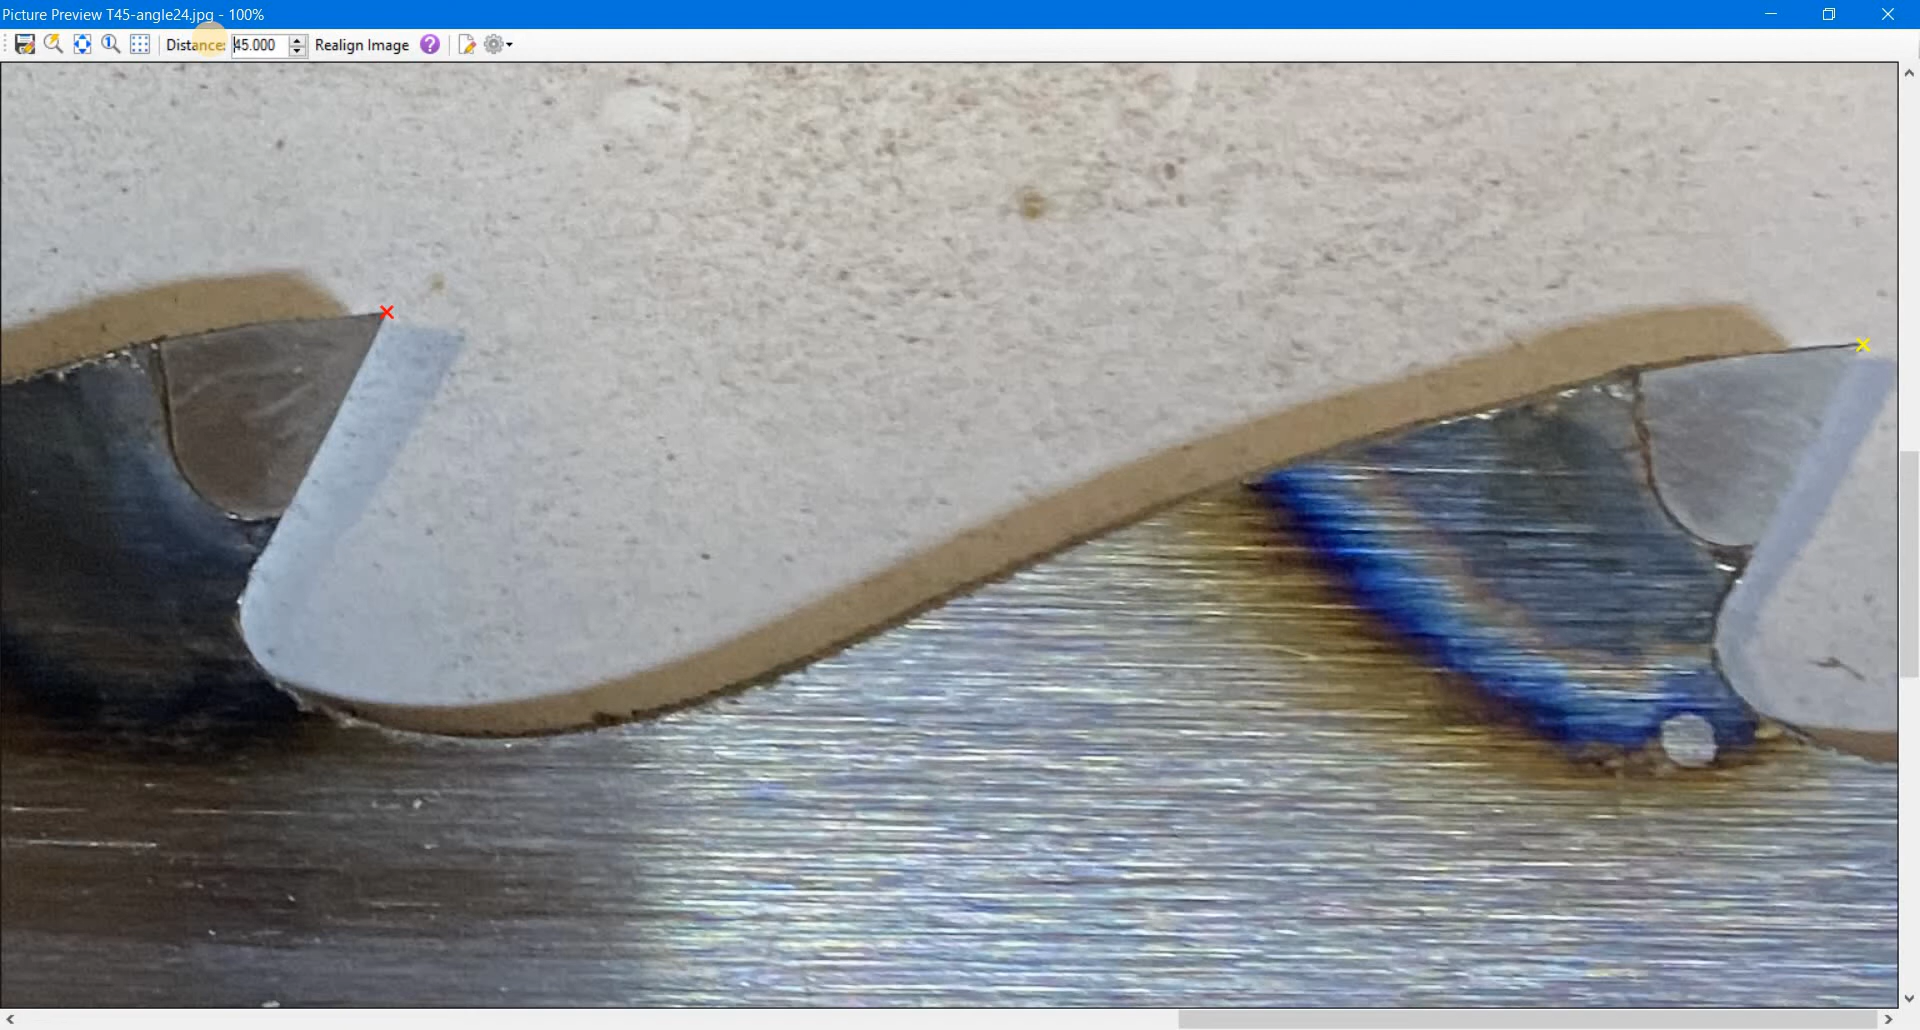 Picture Preview T45-angle24.jpg - 100%
Distance: 45.000 Realign Image